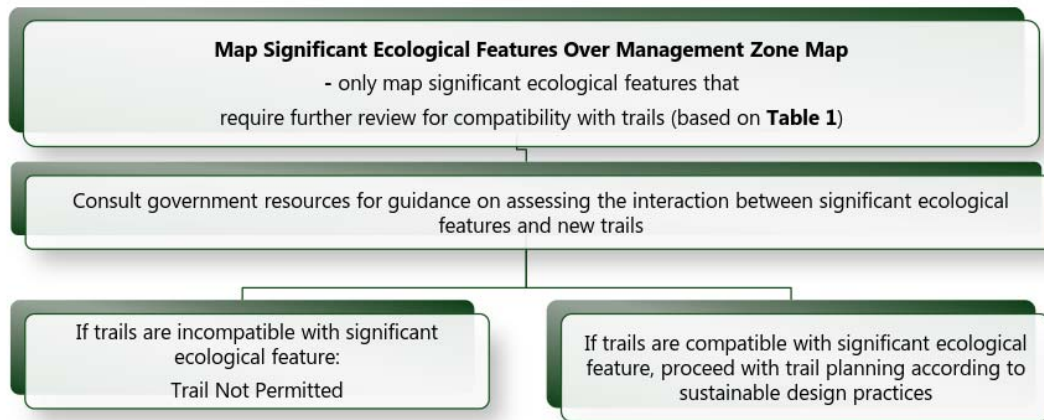 Map Significant Ecological Features Over Management Zone Map
- only map significant ecological features that
require further review for compatibility with trails (based on Table 1)
Consult government resources for guidance on assessing the interaction between significant ecological
features and new trails
If trails are incompatible with significant
ecological feature:
Trail Not Permitted
If trails are compatible with significant ecological
feature, proceed with trail planning according to
sustainable design practices